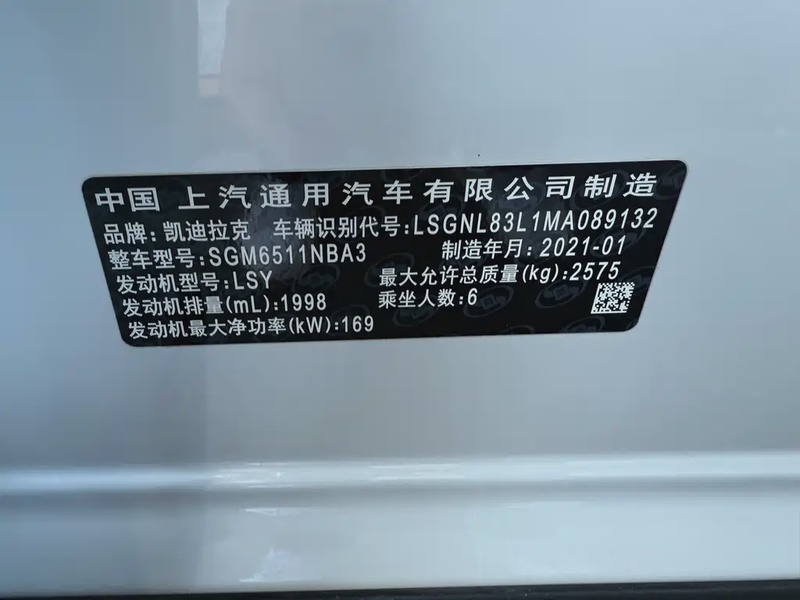 中国 上汽通用汽车有限公司制造
品牌: 凯迪拉克 车辆识别代号:LSGNL83L1MA089132
整车型号:SGM6511NBA3 制造年月:2021-01
发动机型号:LSY 最大允许总质量(kg):2575
发动机排量(mL):1998 乘坐人数:6
发动机最大净功率(kW):169